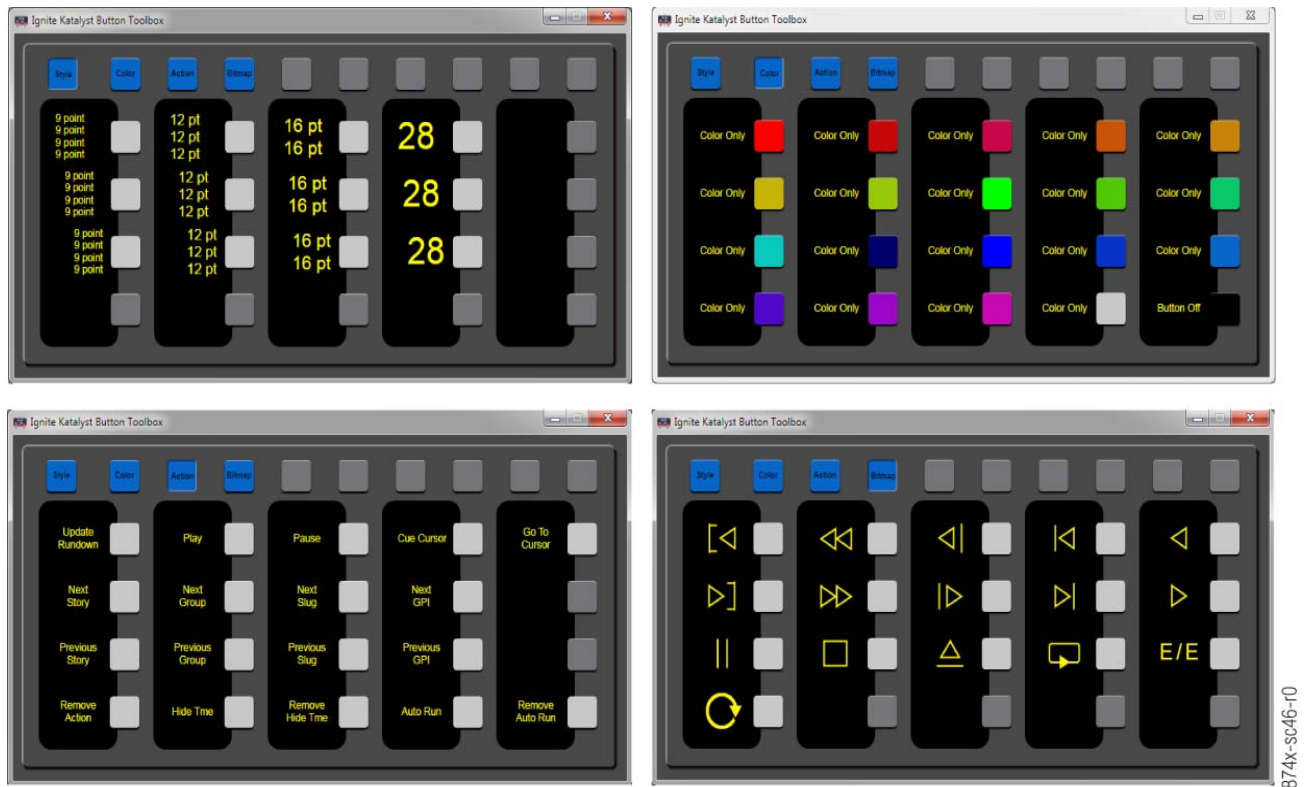 Ignite Katalyst Button Toolbox
Style Color Action Bitmap
9 point 12 pt 16 pt 28
9 point 12 pt 16 pt
9 point 12 pt
9 point
9 point 12 pt 16 pt 28
9 point 12 pt 16 pt
9 point 12 pt
9 point
9 point 12 pt 16 pt 28
9 point 12 pt 16 pt
9 point 12 pt
9 point
Ignite Katalyst Button Toolbox
Style Color Action Bitmap
Color Only Color Only Color Only Color Only Color Only
Color Only Color Only Color Only Color Only Color Only
Color Only Color Only Color Only Color Only Color Only
Color Only Color Only Color Only Color Only Button Off
Ignite Katalyst Button Toolbox
Style Color Action Bitmap
Update Rundown Play Pause Cue Cursor Go To Cursor
Next Story Next Group Next Slug Next GPI
Previous Story Previous Group Previous Slug Previous GPI
Remove Action Hide Tme Remove Hide Tme Auto Run Remove Auto Run
Ignite Katalyst Button Toolbox
Style Color Action Bitmap
E/E
874x-sc46-r0